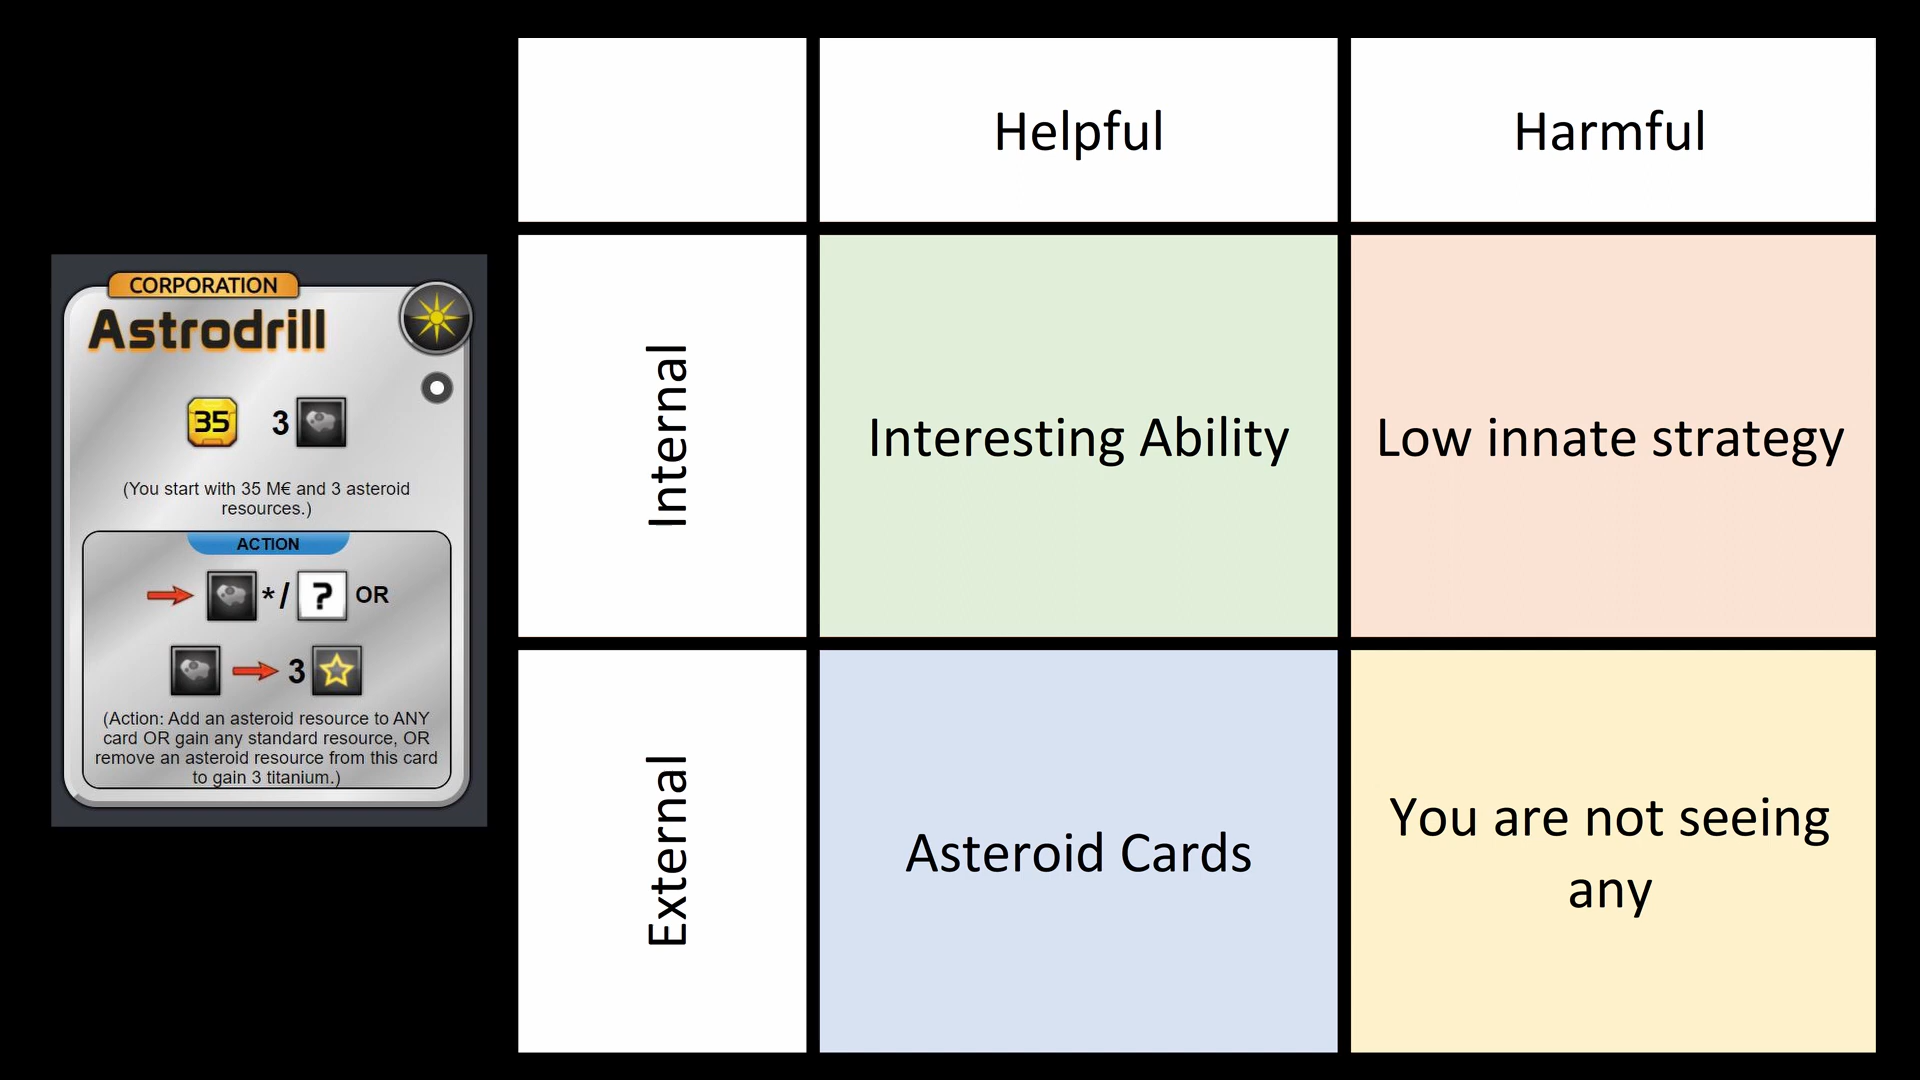 CORPORATION
Astrodrill
35 3
(You start with 35 M€ and 3 asteroid
resources.)
ACTION
* / ? OR
3
(Action: Add an asteroid resource to ANY
card OR gain any standard resource, OR
remove an asteroid resource from this card
to gain 3 titanium.)
Helpful
Harmful
Internal
Interesting Ability
Low innate strategy
External
Asteroid Cards
You are not seeing
any